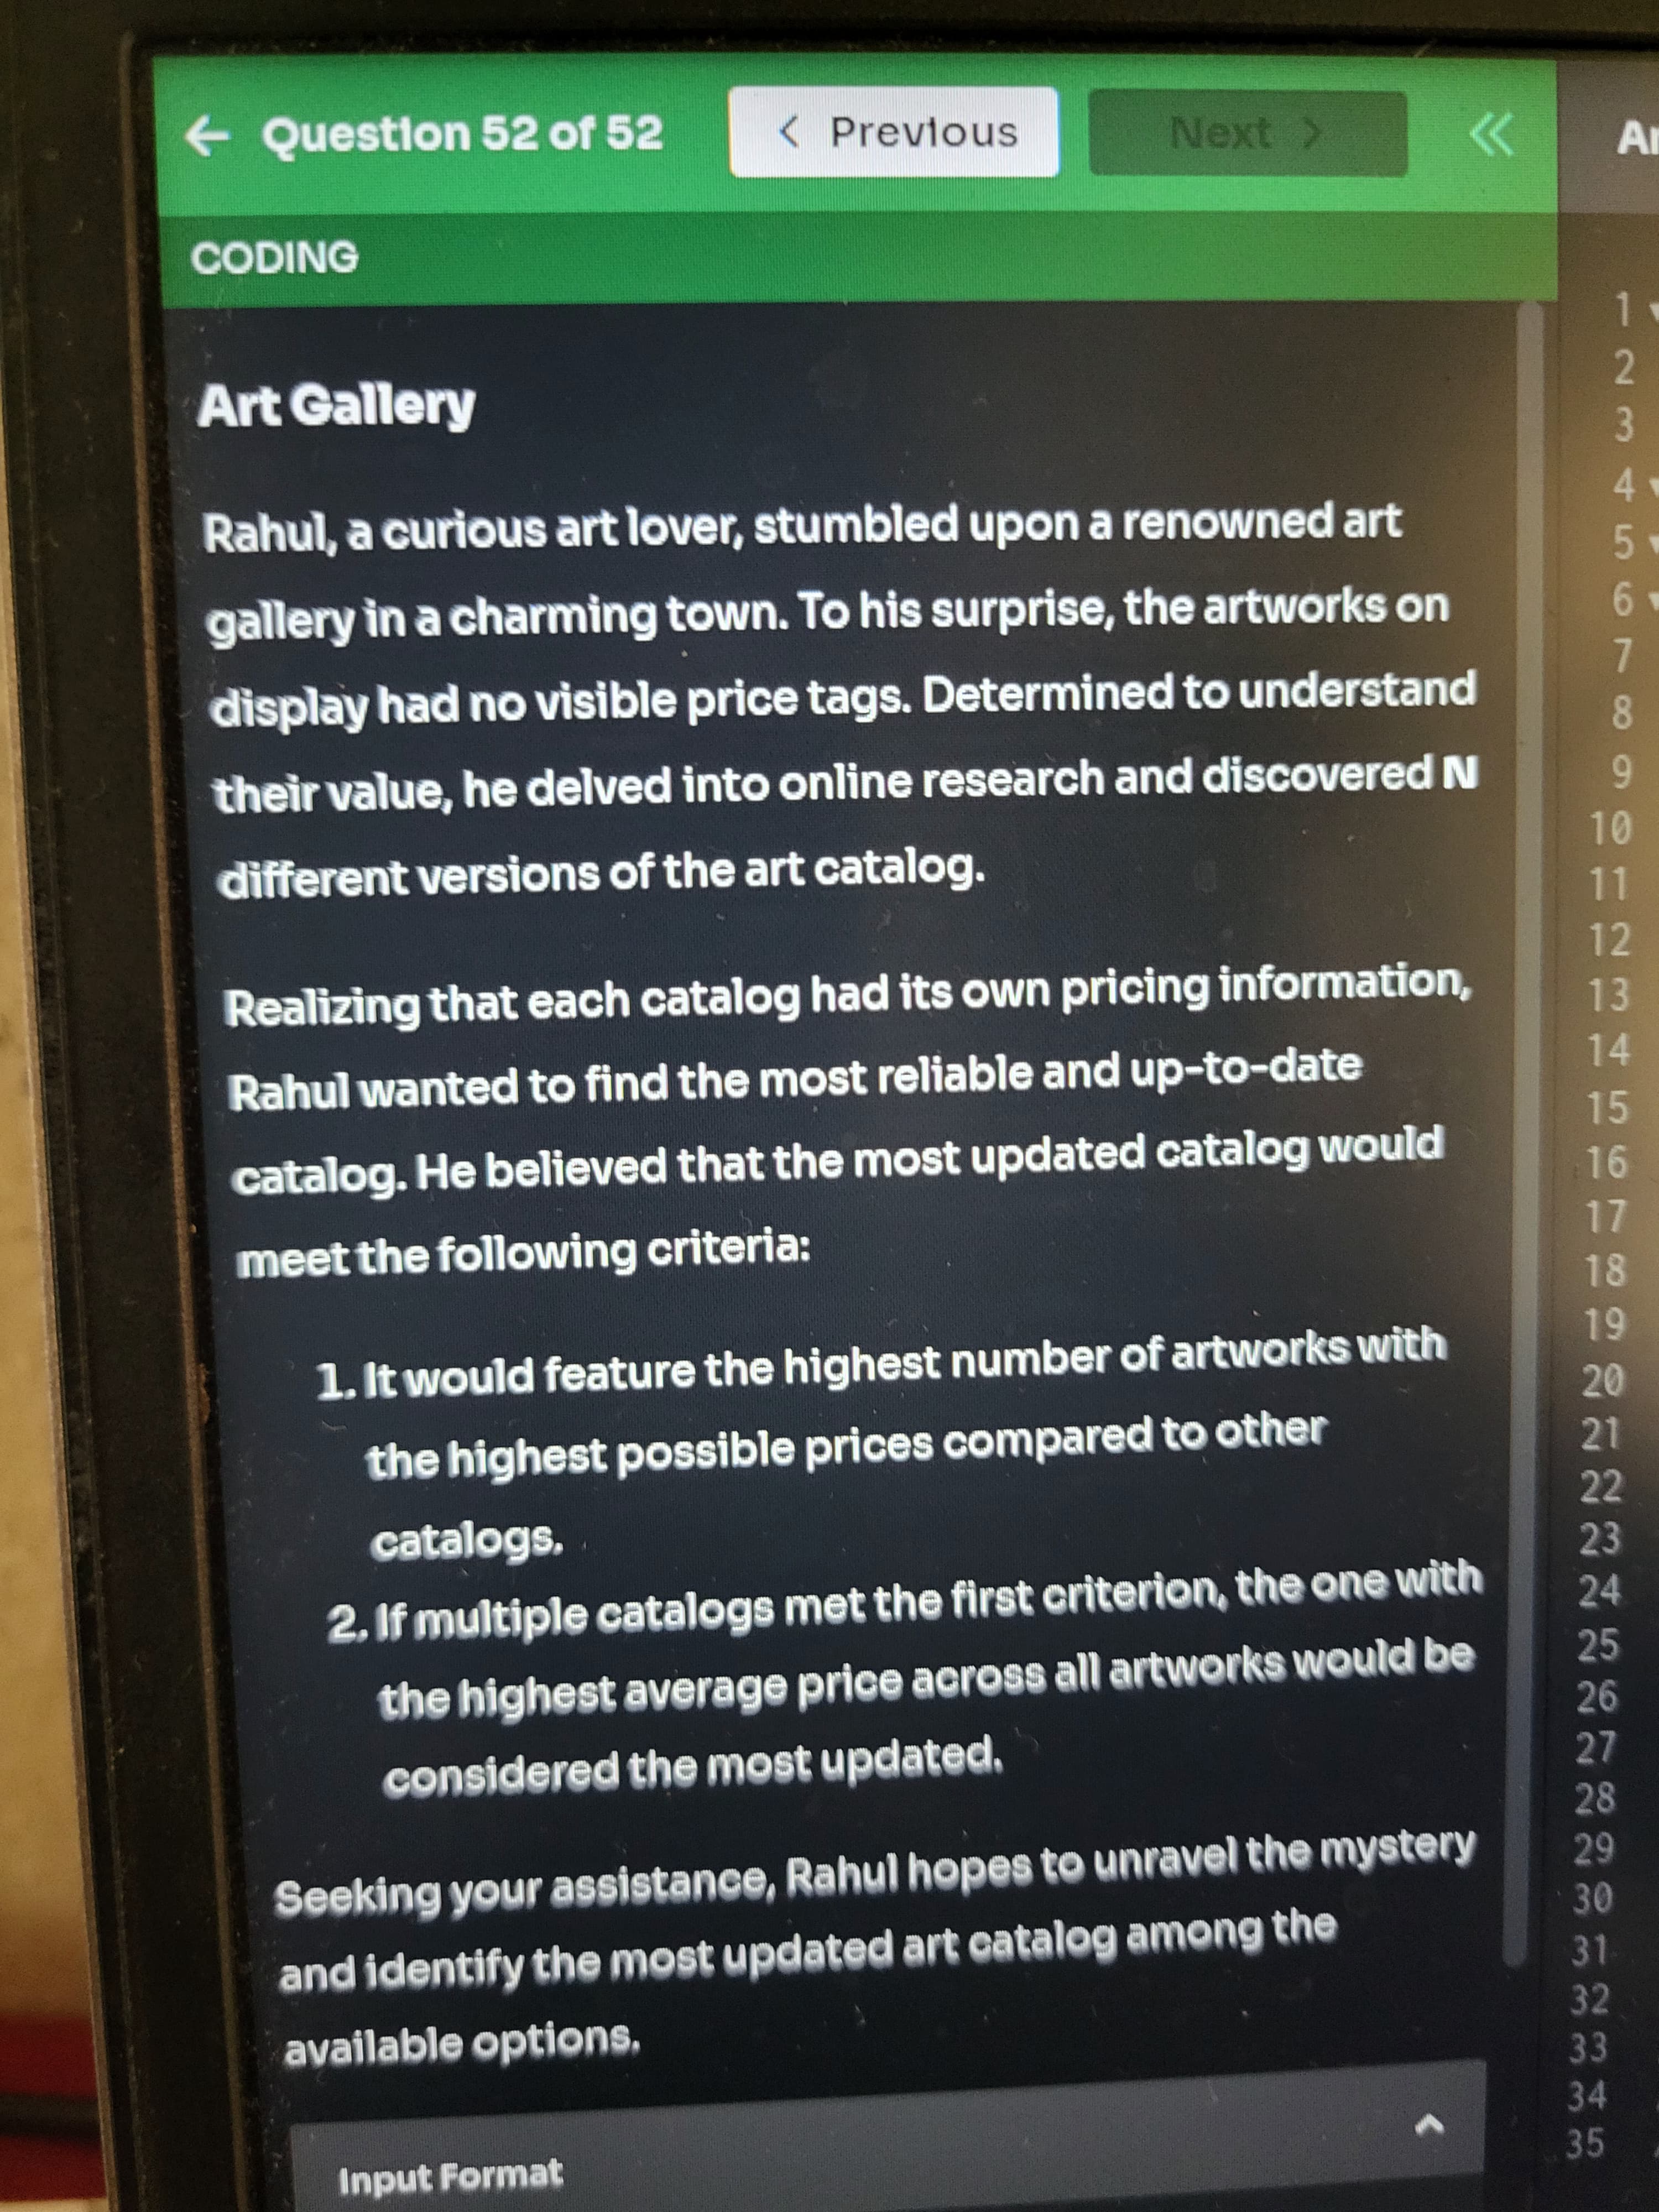 ← Question 52 of 52 < Previous Next > «
CODING
Art Gallery
Rahul, a curious art lover, stumbled upon a renowned art
gallery in a charming town. To his surprise, the artworks on
display had no visible price tags. Determined to understand
their value, he delved into online research and discovered N
different versions of the art catalog.
Realizing that each catalog had its own pricing information,
Rahul wanted to find the most reliable and up-to-date
catalog. He believed that the most updated catalog would
meet the following criteria:
1. It would feature the highest number of artworks with
the highest possible prices compared to other
catalogs.
2. If multiple catalogs met the first criterion, the one with
the highest average price across all artworks would be
considered the most updated.
Seeking your assistance, Rahul hopes to unravel the mystery
and identify the most updated art catalog among the
available options.
Input Format
1
2
3
4
5
6
7
8
9
10
11
12
13
14
15
16
17
18
19
20
21
22
23
24
25
26
27
28
29
30
31
32
33
34
35